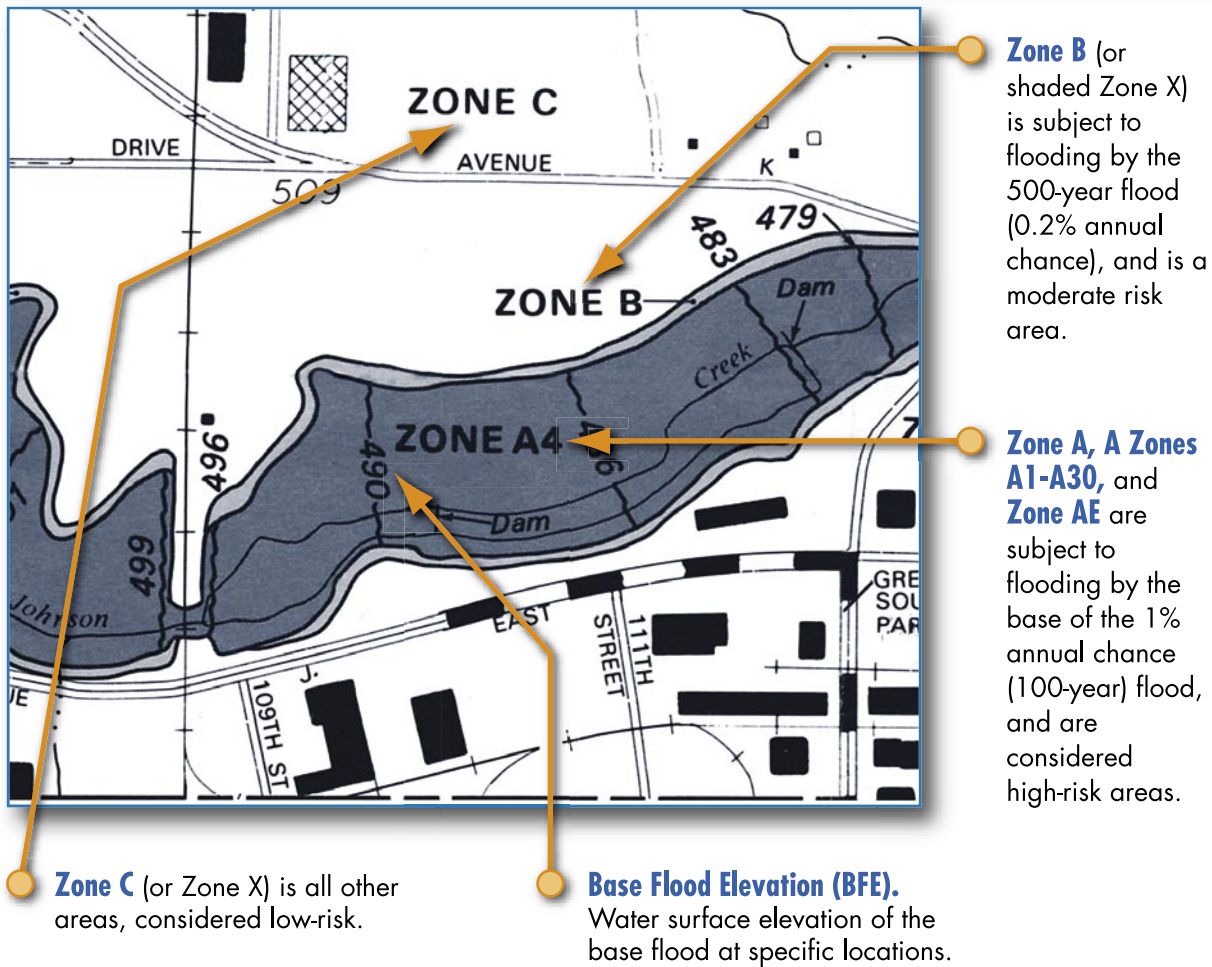 ZONE C
DRIVE
AVENUE
509
K
483
479
ZONE B
Dam
Creek
ZONE A4
490
496
Dam
499
Johnson
EAST
J.
109TH ST
111TH
STREET
Zone B (or
shaded Zone X)
is subject to
flooding by the
500-year flood
(0.2% annual
chance), and is a
moderate risk
area.
Zone A, A Zones
A1-A30, and
Zone AE are
subject to
flooding by the
base of the 1%
annual chance
(100-year) flood,
and are
considered
high-risk areas.
Zone C (or Zone X) is all other
areas, considered low-risk.
Base Flood Elevation (BFE).
Water surface elevation of the
base flood at specific locations.